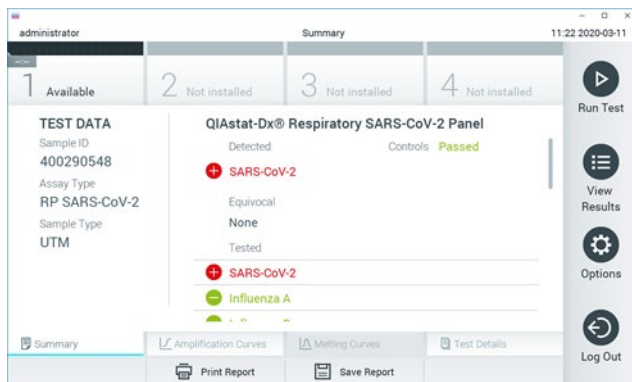 administrator Summary 11:22 2020-03-11
1 Available 2 Not installed 3 Not installed 4 Not installed
Run Test
TEST DATA
Sample ID
400290548
Assay Type
RP SARS-CoV-2
Sample Type
UTM
QIAstat-Dx® Respiratory SARS-CoV-2 Panel
Detected Controls Passed
SARS-CoV-2
Equivocal
None
Tested
SARS-CoV-2
Influenza A
View
Results
Options
Log Out
Summary Amplification Curves Melting Curves Test Details
Print Report Save Report